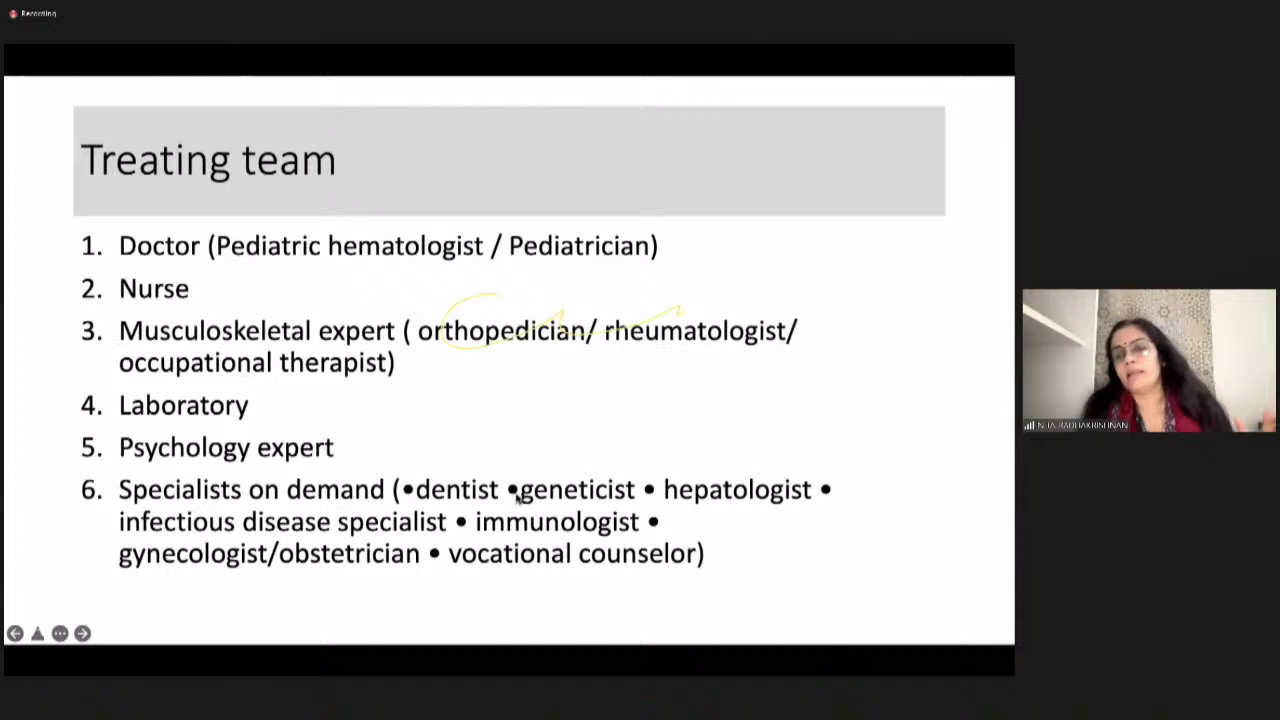 Recording
Treating team
1. Doctor (Pediatric hematologist / Pediatrician)
2. Nurse
3. Musculoskeletal expert ( orthopedician/ rheumatologist/
occupational therapist)
4. Laboratory
5. Psychology expert
6. Specialists on demand (•dentist •geneticist • hepatologist •
infectious disease specialist • immunologist •
gynecologist/obstetrician • vocational counselor)
RADHAKRISHNAN